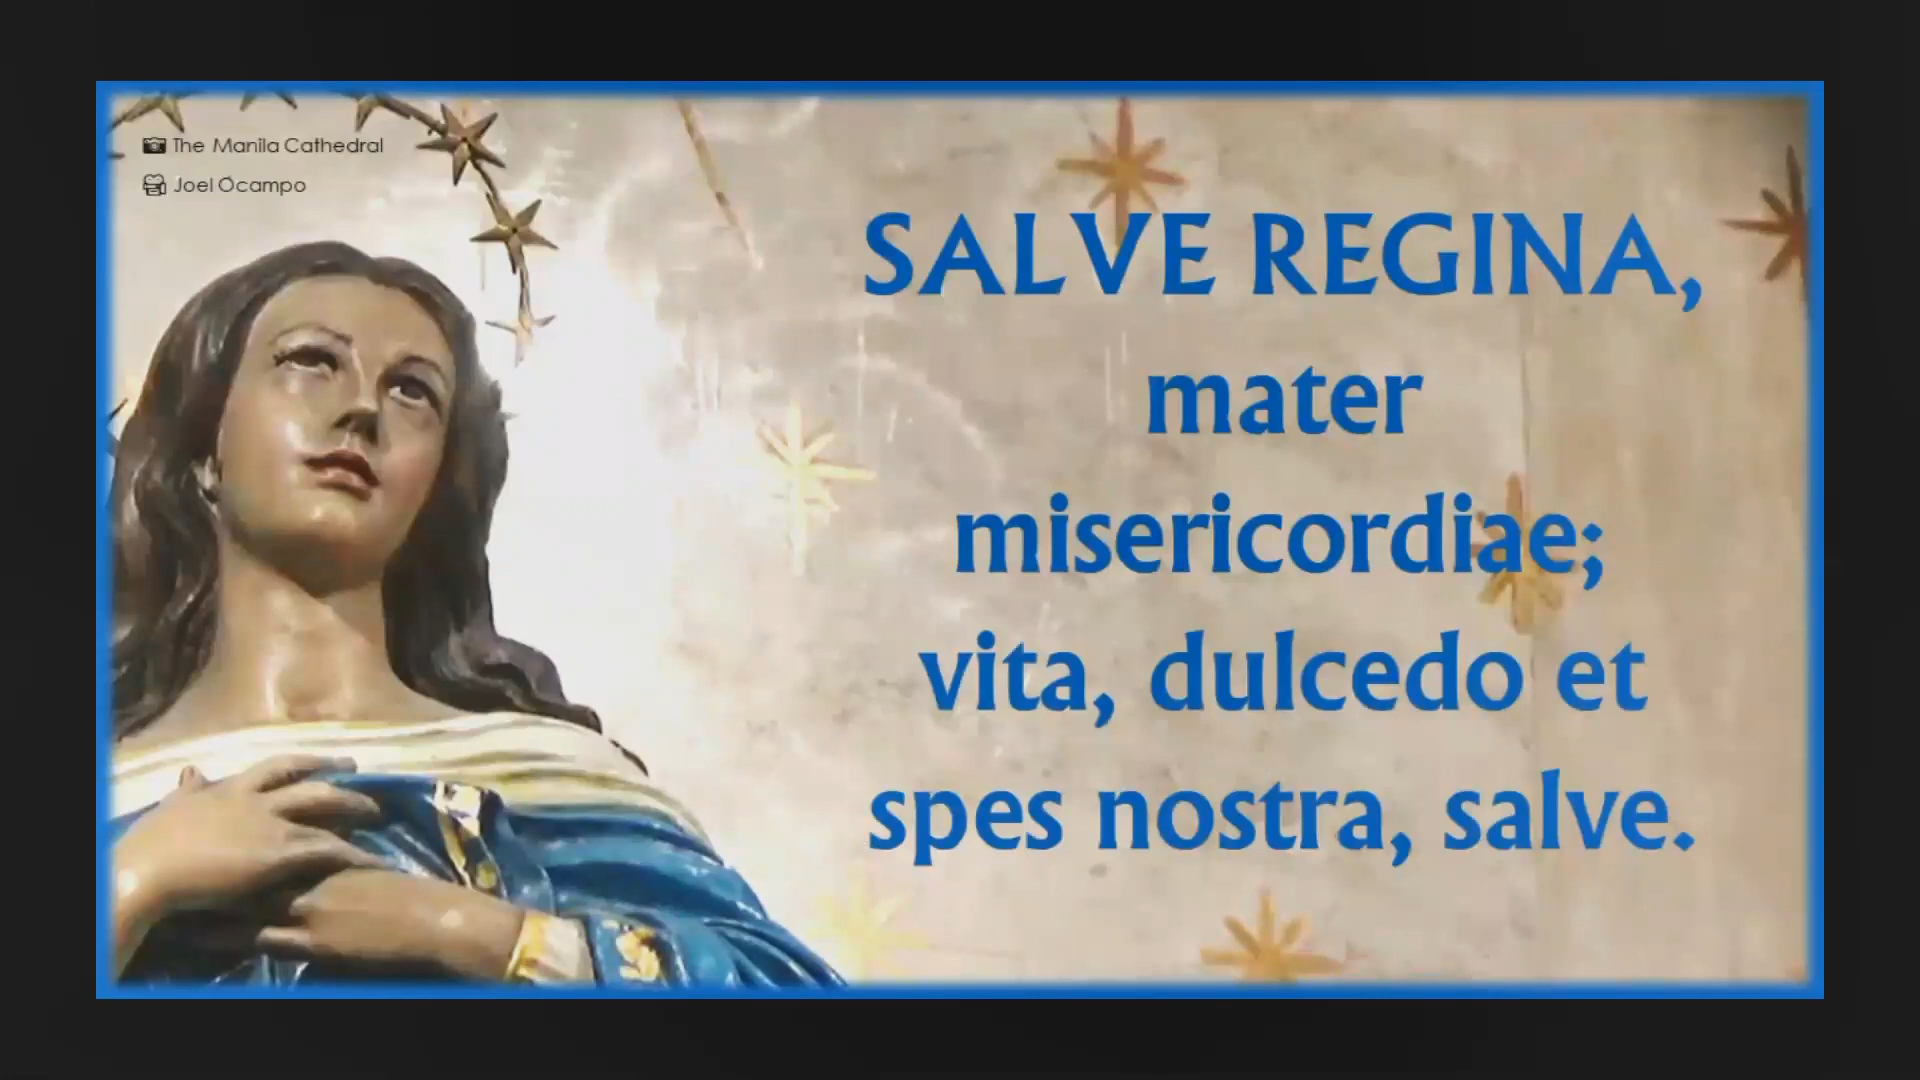 The Manila Cathedral
Joel Ocampo
SALVE REGINA,
mater
misericordiae;
vita, dulcedo et
spes nostra, salve.